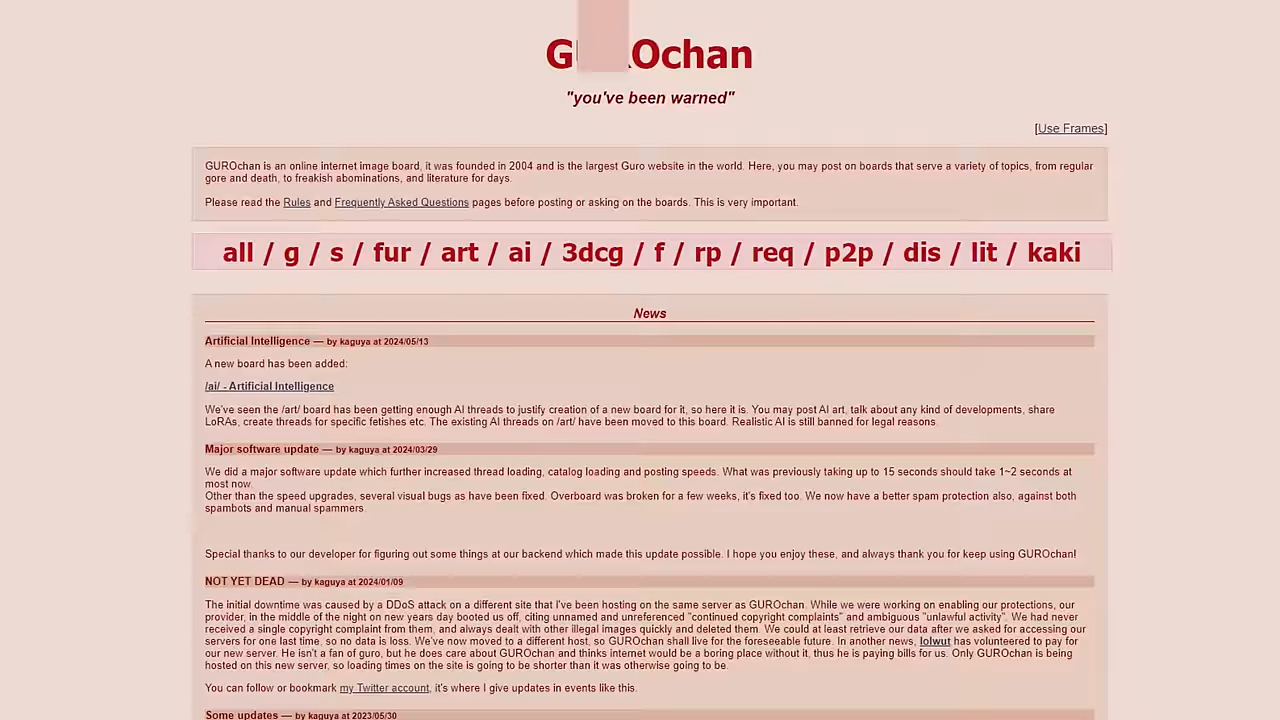 GUROchan
"you've been warned"
[Use Frames]
GUROchan is an online internet image board, it was founded in 2004 and is the largest Guro website in the world. Here, you may post on boards that serve a variety of topics, from regular
gore and death, to freakish abominations, and literature for days.
Please read the Rules and Frequently Asked Questions pages before posting or asking on the boards. This is very important.
all / g / s / fur / art / ai / 3dcg / f / rp / req / p2p / dis / lit / kaki
News
Artificial Intelligence — by kaguya at 2024/05/13
A new board has been added:
/ai/ - Artificial Intelligence
We've seen the /art/ board has been getting enough AI threads to justify creation of a new board for it, so here it is. You may post AI art, talk about any kind of developments, share
LoRAs, create threads for specific fetishes etc. The existing AI threads on /art/ have been moved to this board. Realistic AI is still banned for legal reasons.
Major software update — by kaguya at 2024/03/29
We did a major software update which further increased thread loading, catalog loading and posting speeds. What was previously taking up to 15 seconds should take 1~2 seconds at
most now.
Other than the speed upgrades, several visual bugs as have been fixed. Overboard was broken for a few weeks, it's fixed too. We now have a better spam protection also, against both
spambots and manual spammers.
Special thanks to our developer for figuring out some things at our backend which made this update possible. I hope you enjoy these, and always thank you for keep using GUROchan!
NOT YET DEAD — by kaguya at 2024/01/09
The initial downtime was caused by a DDoS attack on a different site that I've been hosting on the same server as GUROchan. While we were working on enabling our protections, our
provider, in the middle of the night on new years day booted us off, citing unnamed and unreferenced "continued copyright complaints" and ambiguous "unlawful activity". We had never
received a single copyright complaint from them, and always dealt with other illegal images quickly and deleted them. We could at least retrieve our data after we asked for accessing our
servers for one last time, so no data is loss. We've now moved to a different host, so GUROchan shall live for the foreseeable future. In another news, lolwut has volunteered to pay for
our new server. He isn't a fan of guro, but he does care about GUROchan and thinks internet would be a boring place without it, thus he is paying bills for us. Only GUROchan is being
hosted on this new server, so loading times on the site is going to be shorter than it was otherwise going to be.
You can follow or bookmark my Twitter account, it's where I give updates in events like this.
Some updates — by kaguya at 2023/05/30